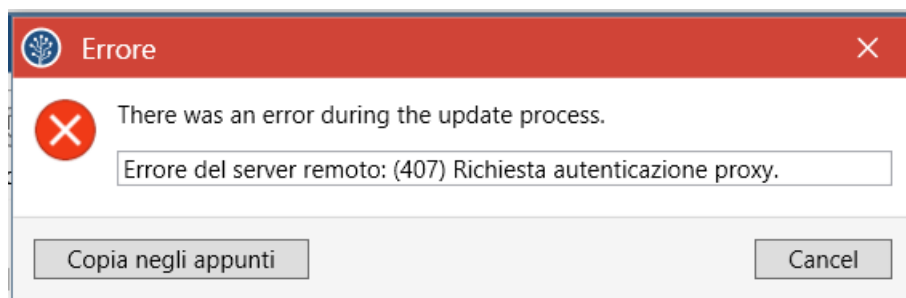 Errore
There was an error during the update process.
Errore del server remoto: (407) Richiesta autenticazione proxy.
Copia negli appunti
Cancel